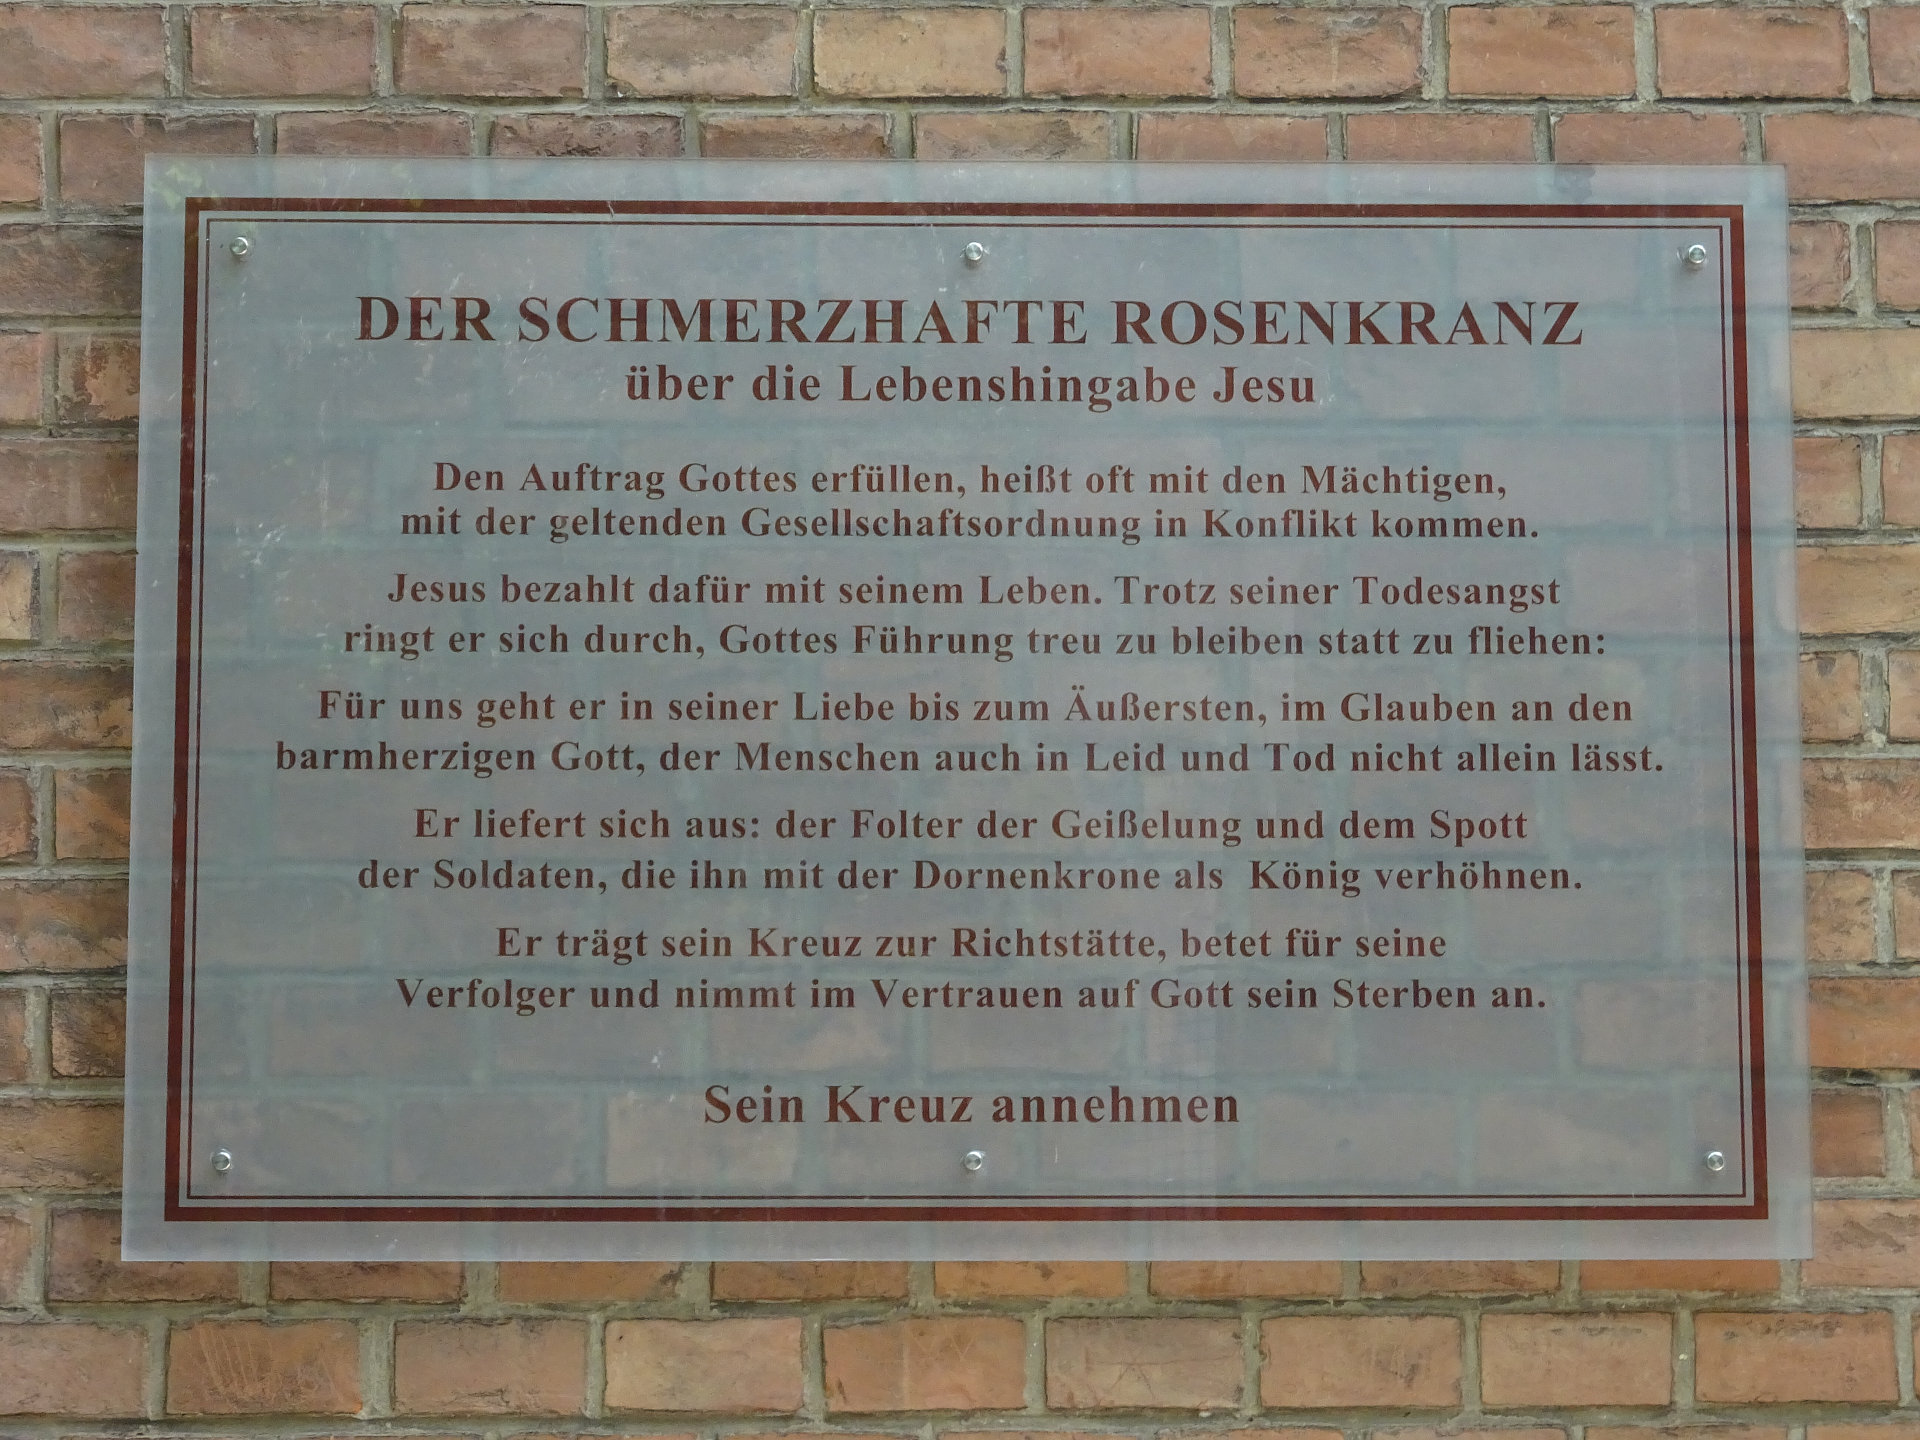 DER SCHMERZHAFTE ROSENKRANZ
über die Lebenshingabe Jesu
Den Auftrag Gottes erfüllen, heißt oft mit den Mächtigen,
mit der geltenden Gesellschaftsordnung in Konflikt kommen.
Jesus bezahlt dafür mit seinem Leben. Trotz seiner Todesangst
ringt er sich durch, Gottes Führung treu zu bleiben statt zu fliehen:
Für uns geht er in seiner Liebe bis zum Äußersten, im Glauben an den
barmherzigen Gott, der Menschen auch in Leid und Tod nicht allein lässt.
Er liefert sich aus: der Folter der Geißelung und dem Spott
der Soldaten, die ihn mit der Dornenkrone als  König verhöhnen.
Er trägt sein Kreuz zur Richtstätte, betet für seine
Verfolger und nimmt im Vertrauen auf Gott sein Sterben an.
Sein Kreuz annehmen